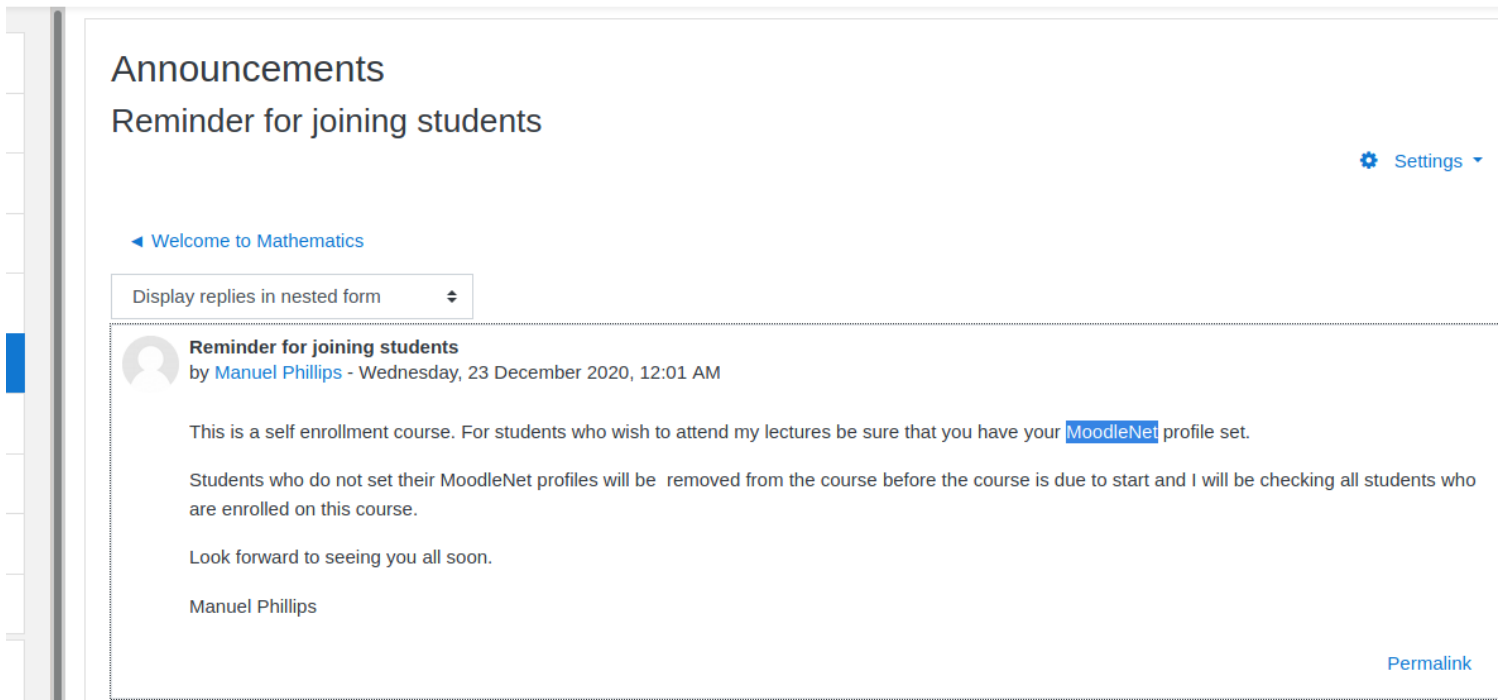 Announcements
Reminder for joining students
Settings
◄ Welcome to Mathematics
Display replies in nested form
Reminder for joining students
by Manuel Phillips - Wednesday, 23 December 2020, 12:01 AM
This is a self enrollment course. For students who wish to attend my lectures be sure that you have your MoodleNet profile set.
Students who do not set their MoodleNet profiles will be  removed from the course before the course is due to start and I will be checking all students who
are enrolled on this course.
Look forward to seeing you all soon.
Manuel Phillips
Permalink